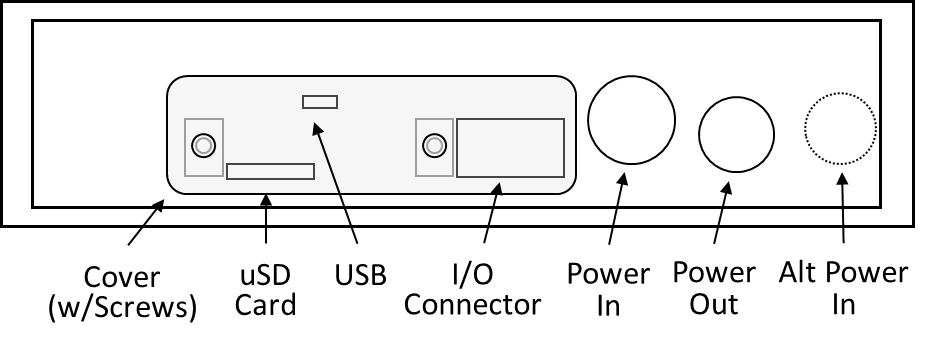 Cover
(w/Screws)
uSD
Card
USB
I/O
Connector
Power
In
Power
Out
Alt Power
In